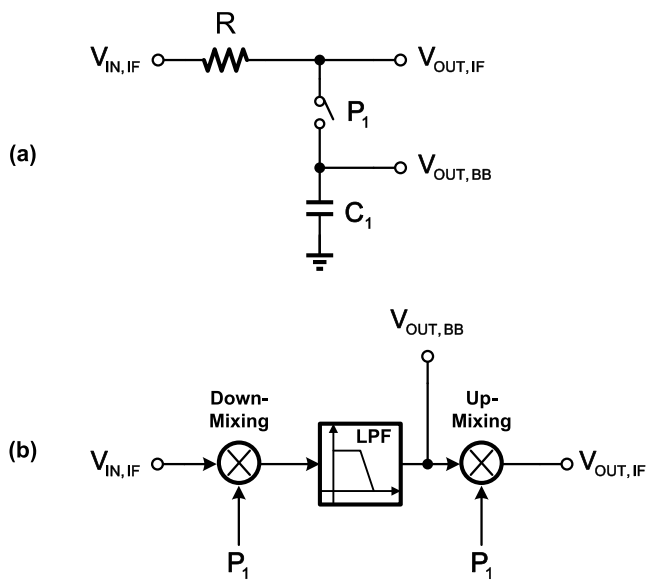 R
V_IN,IF
V_OUT,IF
P_1
(a)
V_OUT,BB
C_1
V_OUT,BB
Down-
Mixing
Up-
Mixing
LPF
(b)
V_IN,IF
V_OUT,IF
P_1
P_1